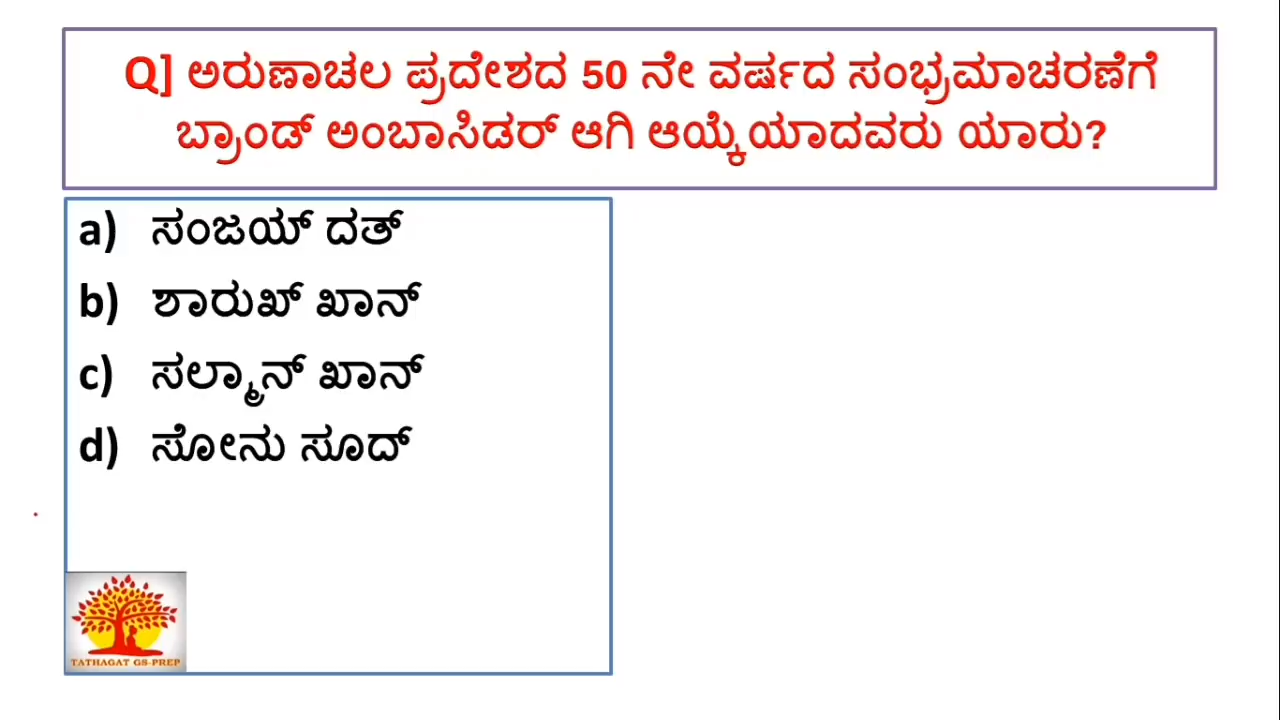 Q] ಅರುಣಾಚಲ ಪ್ರದೇಶದ 50 ನೇ ವರ್ಷದ ಸಂಭ್ರಮಾಚರಣೆಗೆ
ಬ್ರಾಂಡ್ ಅಂಬಾಸಿಡರ್ ಆಗಿ ಆಯ್ಕೆಯಾದವರು ಯಾರು?
a) ಸಂಜಯ್ ದತ್
b) ಶಾರುಖ್ ಖಾನ್
c) ಸಲ್ಮಾನ್ ಖಾನ್
d) ಸೋನು ಸೂದ್
TATHAGAT GS-PREP